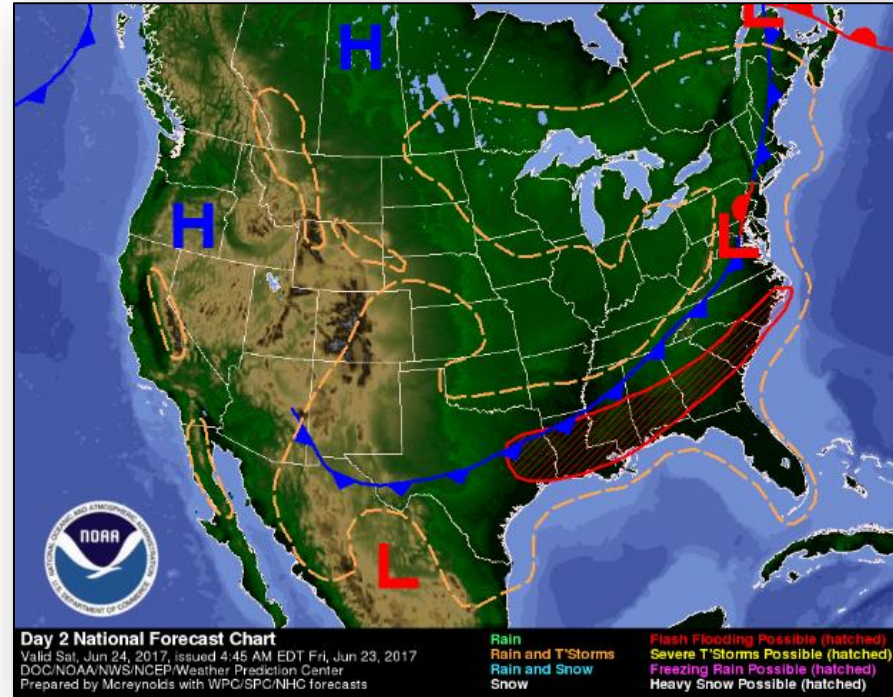 L
H
H
L
L
NATIONAL OCEANIC AND ATMOSPHERIC ADMINISTRATION
NOAA
U.S. DEPARTMENT OF COMMERCE
Day 2 National Forecast Chart
Valid Sat, Jun 24, 2017, issued 4:45 AM EDT Fri, Jun 23, 2017
DOC/NOAA/NWS/NCEP/Weather Prediction Center
Prepared by Mcreynolds with WPC/SPC/NHC forecasts
Rain
Rain and T'Storms
Rain and Snow
Snow
Flash Flooding Possible (hatched)
Severe T'Storms Possible (hatched)
Freezing Rain Possible (hatched)
Heavy Snow Possible (hatched)